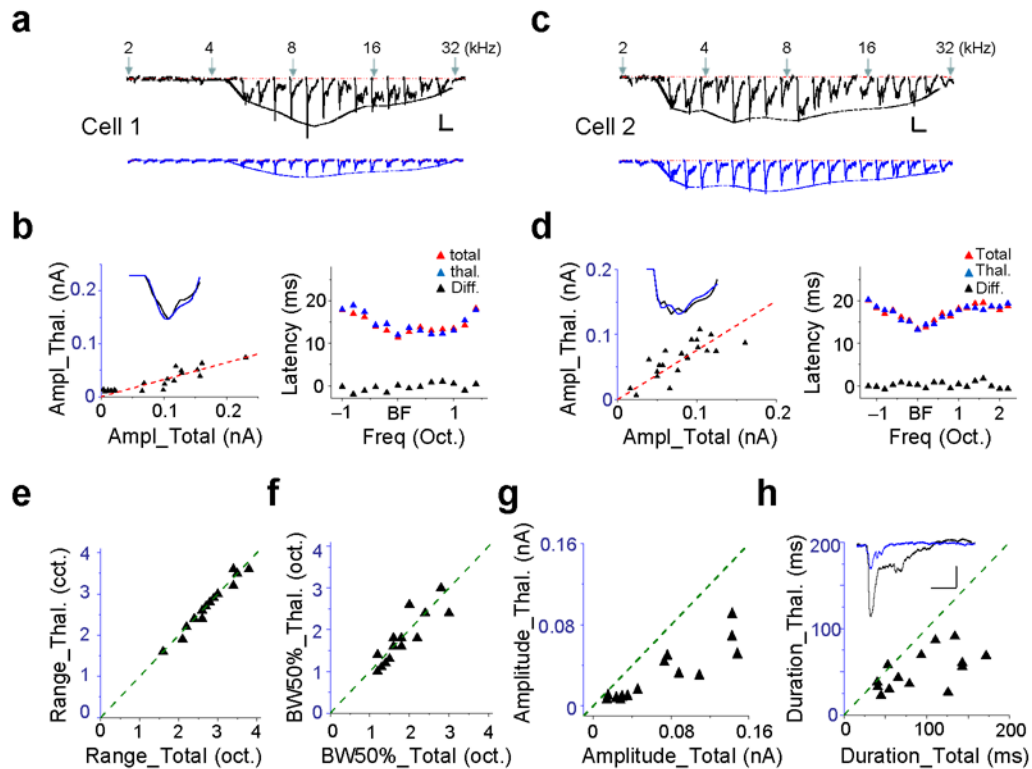 a
2 4 8 16 32 (kHz)
Cell 1
c
2 4 8 16 32 (kHz)
Cell 2
b
Ampl_Thal. (nA)
0.2
0.1
0
0 0.1 0.2
Ampl_Total (nA)
total
thal.
Diff.
Latency (ms)
20
10
0
–1 BF 1
Freq (Oct.)
d
Ampl_Thal. (nA)
0.2
0.1
0
0 0.1 0.2
Ampl_Total (nA)
Total
Thal.
Diff.
Latency (ms)
20
10
0
–1 BF 1 2
Freq (Oct.)
e
Range_Thal. (cct.)
4
3
2
1
0
0 1 2 3 4
Range_Total (oct.)
f
BW50%_Thal. (oct.)
4
3
2
1
0
0 1 2 3 4
BW50%_Total (oct.)
g
Amplitude_Thal. (nA)
0.16
0.08
0
0 0.08 0.16
Amplitude_Total (nA)
h
Duration_Thal. (ms)
200
150
100
50
0
0 50 100 150 200
Duration_Total (ms)